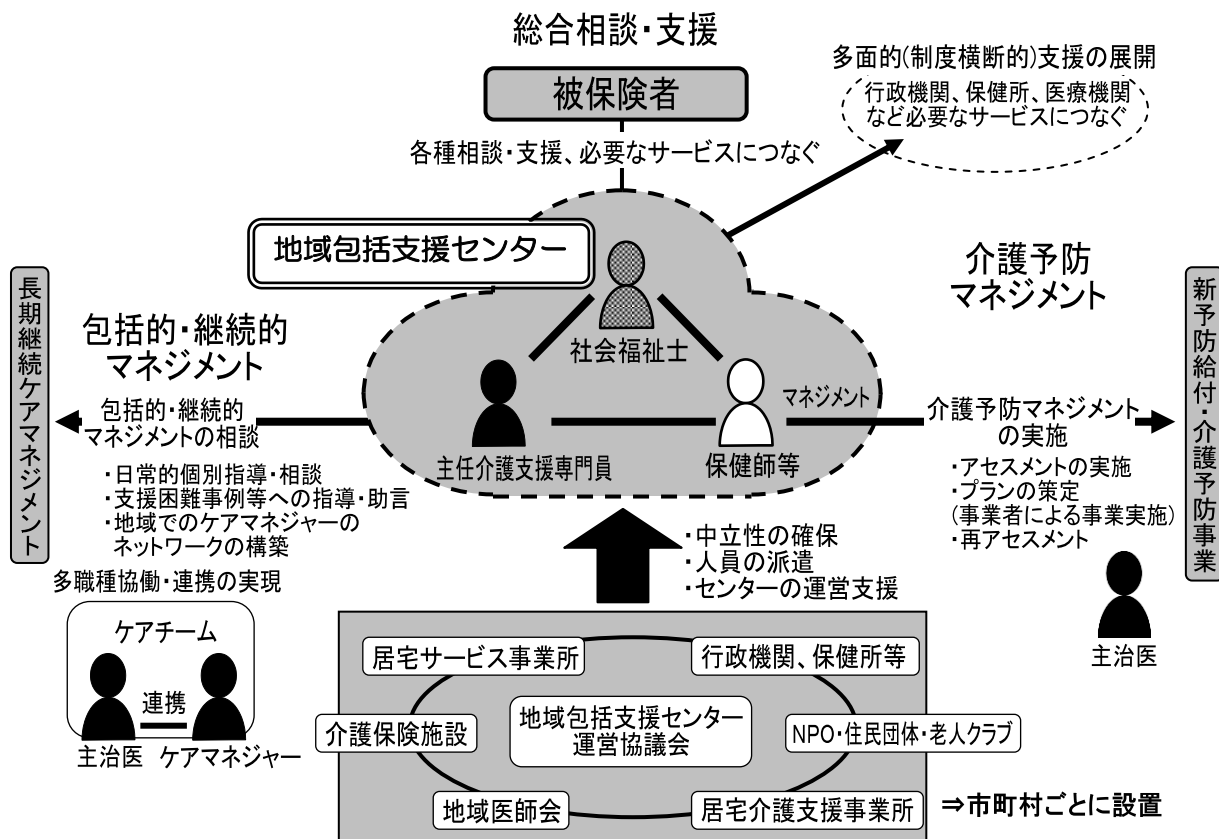 総合相談・支援
被保険者
各種相談・支援、必要なサービスにつなぐ
多面的(制度横断的)支援の展開
行政機関、保健所、医療機関
など必要なサービスにつなぐ
地域包括支援センター
社会福祉士
主任介護支援専門員
保健師等
マネジメント
長期継続ケアマネジメント
包括的・継続的
マネジメント
包括的・継続的
マネジメントの相談
・日常的個別指導・相談
・支援困難事例等への指導・助言
・地域でのケアマネジャーの
ネットワークの構築
多職種協働・連携の実現
ケアチーム
連携
主治医
ケアマネジャー
介護予防
マネジメント
介護予防マネジメント
の実施
・アセスメントの実施
・プランの策定
(事業者による事業実施)
・再アセスメント
新予防給付・介護予防事業
主治医
・中立性の確保
・人員の派遣
・センターの運営支援
居宅サービス事業所
行政機関、保健所等
介護保険施設
地域包括支援センター
運営協議会
NPO・住民団体・老人クラブ
地域医師会
居宅介護支援事業所
⇒市町村ごとに設置